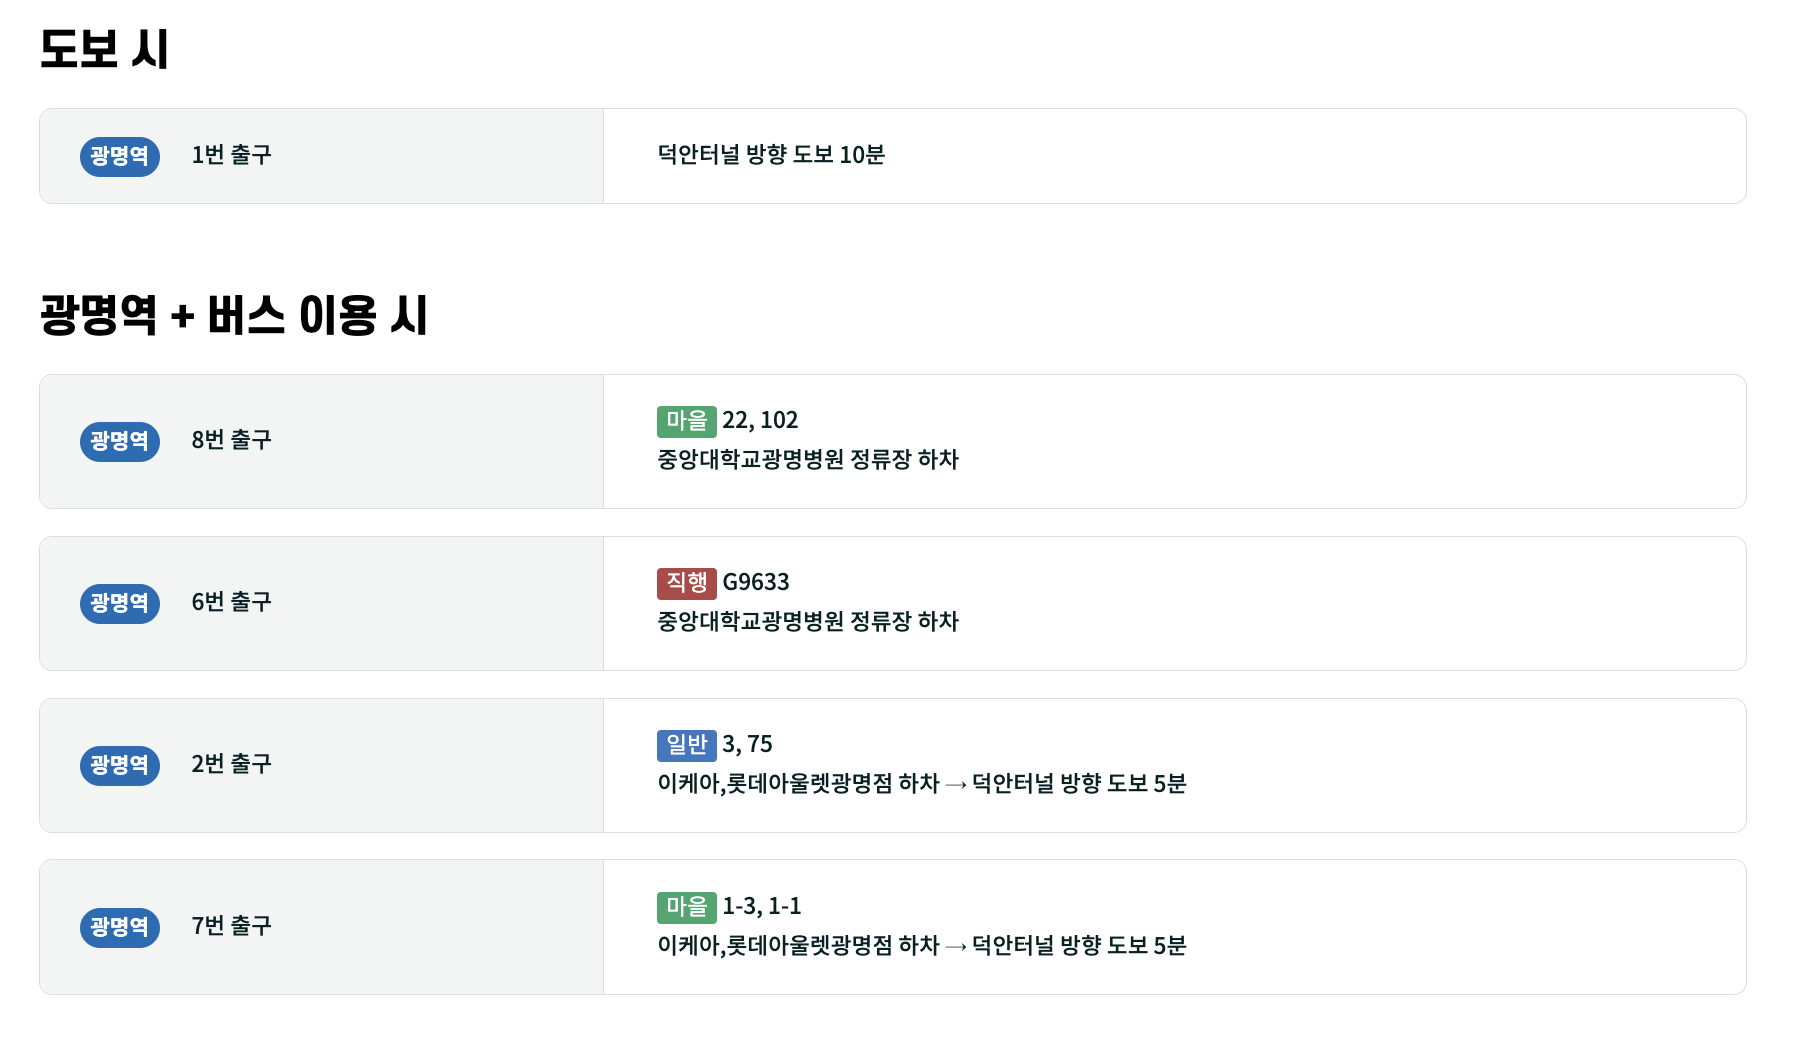 도보 시
광명역 1번 출구 덕안터널 방향 도보 10분
광명역 + 버스 이용 시
광명역 8번 출구
마을 22, 102
중앙대학교광명병원 정류장 하차
광명역 6번 출구
직행 G9633
중앙대학교광명병원 정류장 하차
광명역 2번 출구
일반 3, 75
이케아,롯데아울렛광명점 하차 → 덕안터널 방향 도보 5분
광명역 7번 출구
마을 1-3, 1-1
이케아,롯데아울렛광명점 하차 → 덕안터널 방향 도보 5분